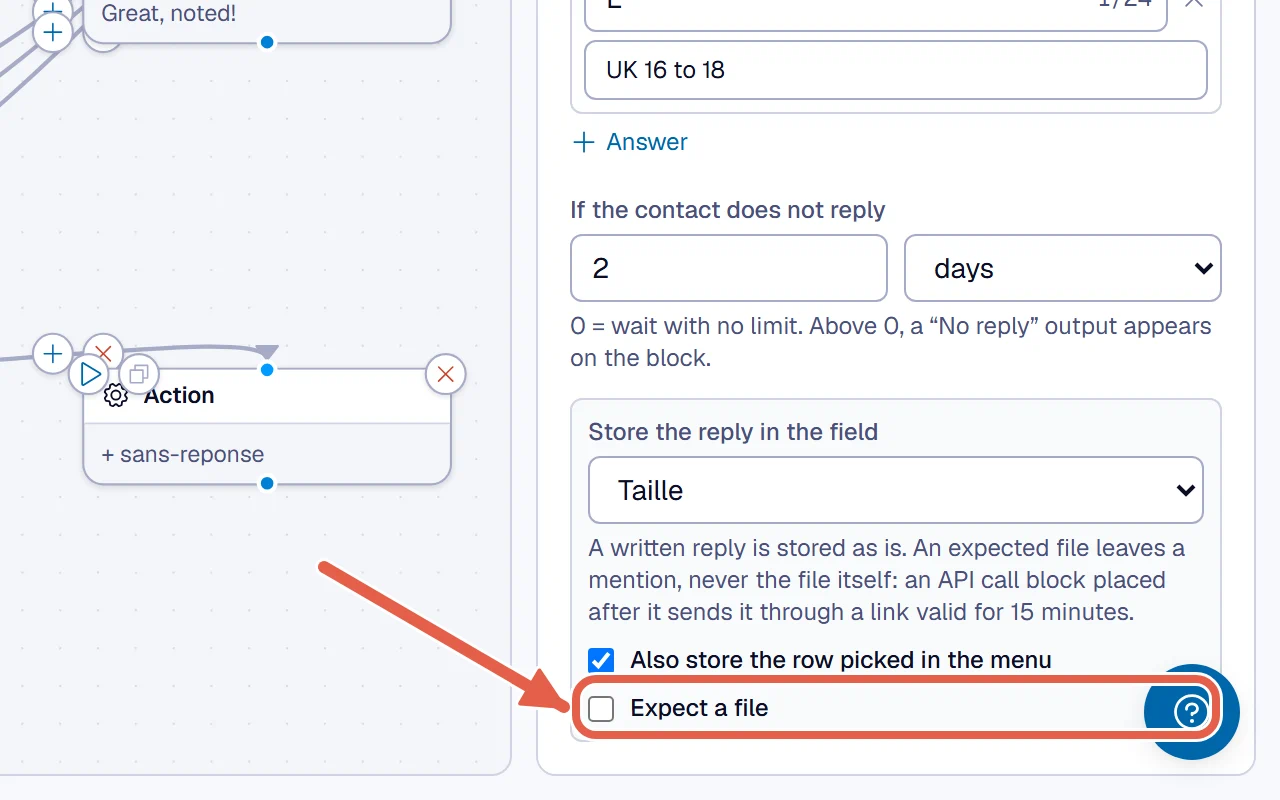 Great, noted!
Action
+ sans-reponse
UK 16 to 18
+ Answer
If the contact does not reply
2
days
0 = wait with no limit. Above 0, a “No reply” output appears
on the block.
Store the reply in the field
Taille
A written reply is stored as is. An expected file leaves a
mention, never the file itself: an API call block placed
after it sends it through a link valid for 15 minutes.
Also store the row picked in the menu
Expect a file
?